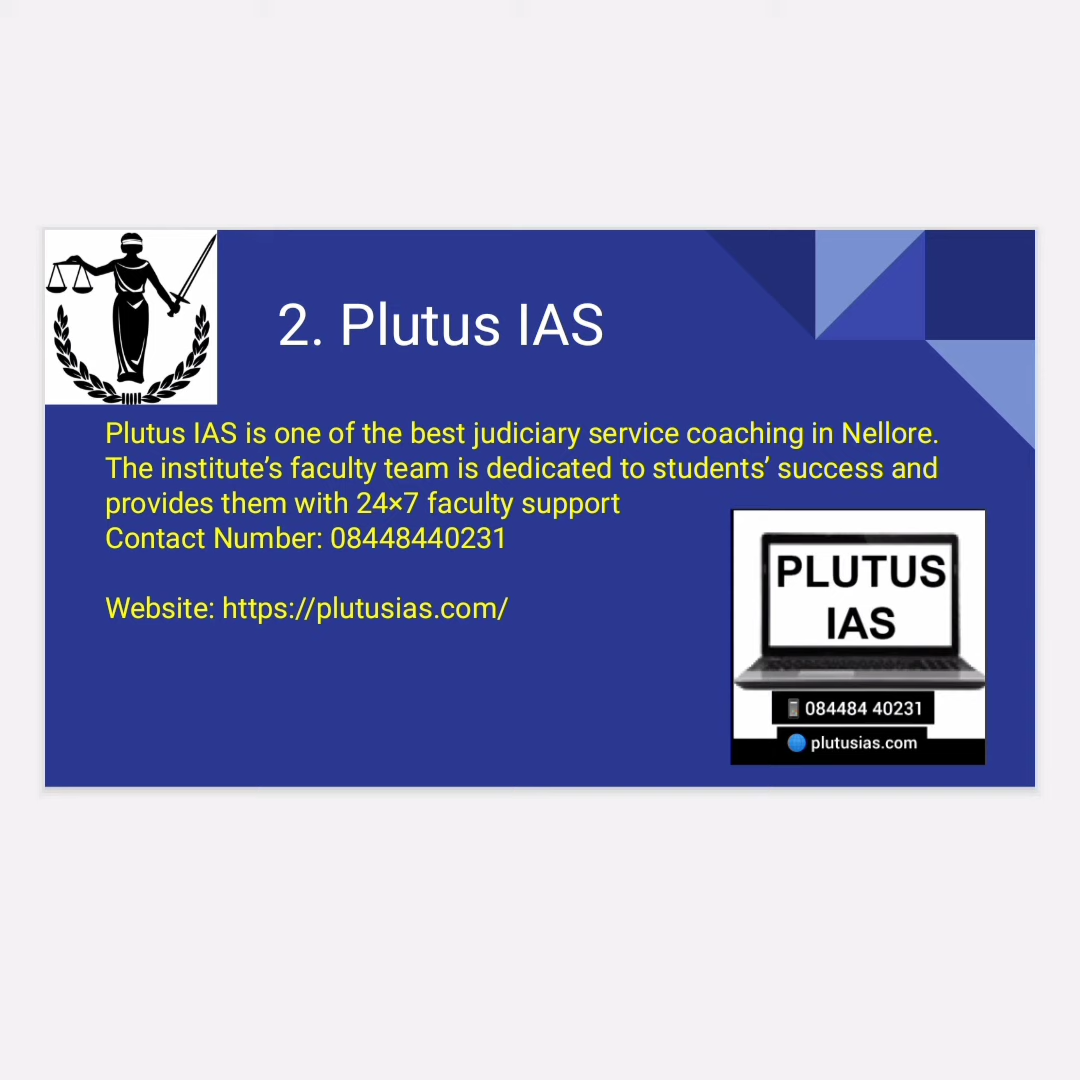 2. Plutus IAS
Plutus IAS is one of the best judiciary service coaching in Nellore.
The institute’s faculty team is dedicated to students’ success and
provides them with 24×7 faculty support
Contact Number: 08448440231
Website: https://plutusias.com/
PLUTUS
IAS
084484 40231
plutusias.com